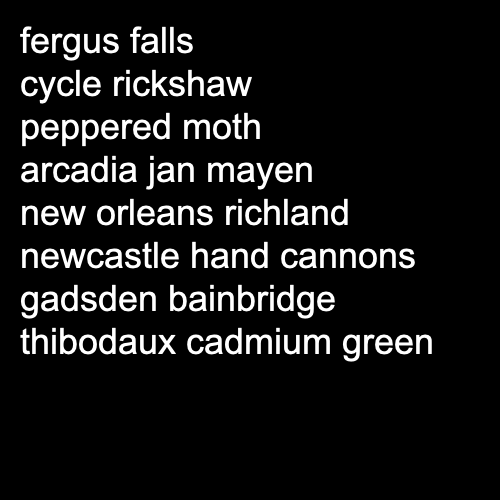 fergus falls
cycle rickshaw
peppered moth
arcadia jan mayen
new orleans richland
newcastle hand cannons
gadsden bainbridge
thibodaux cadmium green